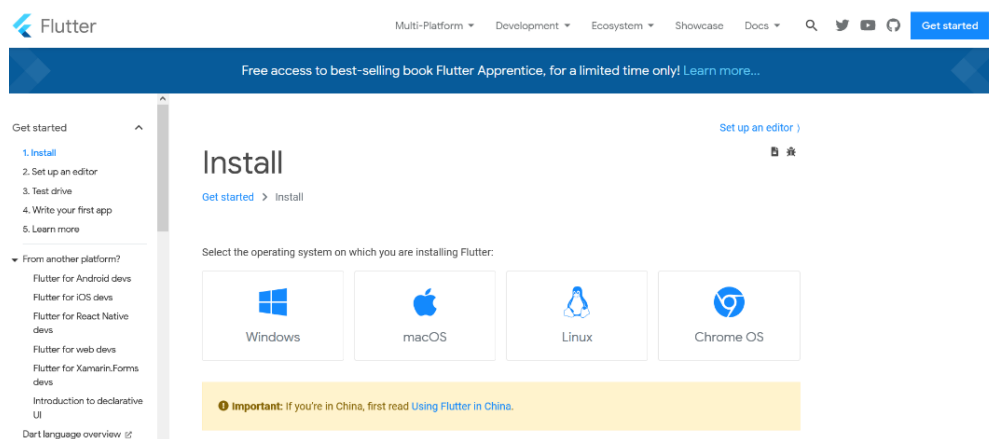 Flutter
Multi-Platform
Development
Ecosystem
Showcase
Docs
Get started
Free access to best-selling book Flutter Apprentice, for a limited time only! Learn more...
Get started
1. Install
2. Set up an editor
3. Test drive
4. Write your first app
5. Learn more
From another platform?
Flutter for Android devs
Flutter for iOS devs
Flutter for React Native
devs
Flutter for web devs
Flutter for Xamarin.Forms
devs
Introduction to declarative
UI
Dart language overview
Set up an editor ⟩
Install
Get started > Install
Select the operating system on which you are installing Flutter:
Windows
macOS
Linux
Chrome OS
Important: If you're in China, first read Using Flutter in China.